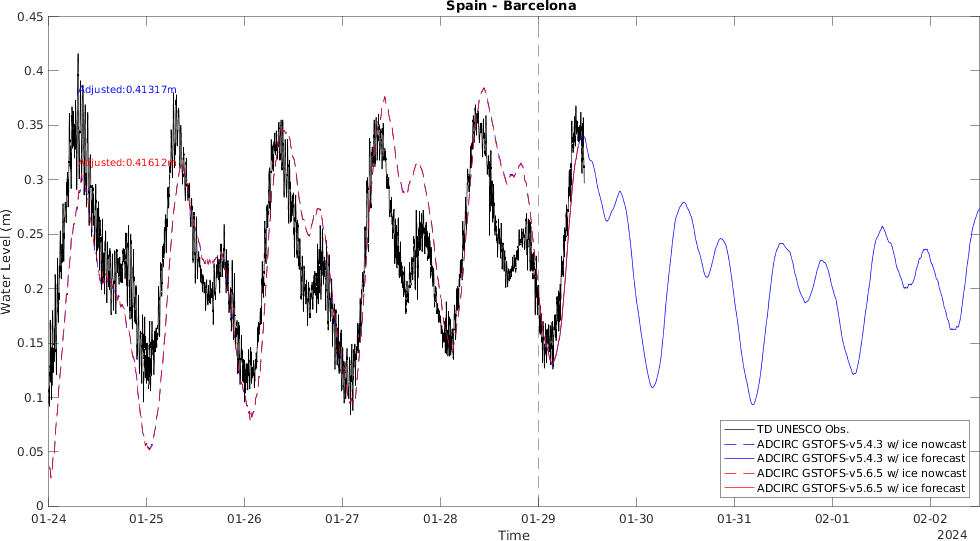 Spain - Barcelona
0.45
0.4
0.35
0.3
0.25
0.2
0.15
0.1
0.05
0
Water Level (m)
Adjusted:0.41317m
Adjusted:0.41612m
TD UNESCO Obs.
ADCIRC GSTOFS-v5.4.3 w/ ice nowcast
ADCIRC GSTOFS-v5.4.3 w/ ice forecast
ADCIRC GSTOFS-v5.6.5 w/ ice nowcast
ADCIRC GSTOFS-v5.6.5 w/ ice forecast
01-24 01-25 01-26 01-27 01-28 01-29 01-30 01-31 02-01 02-02
Time
2024